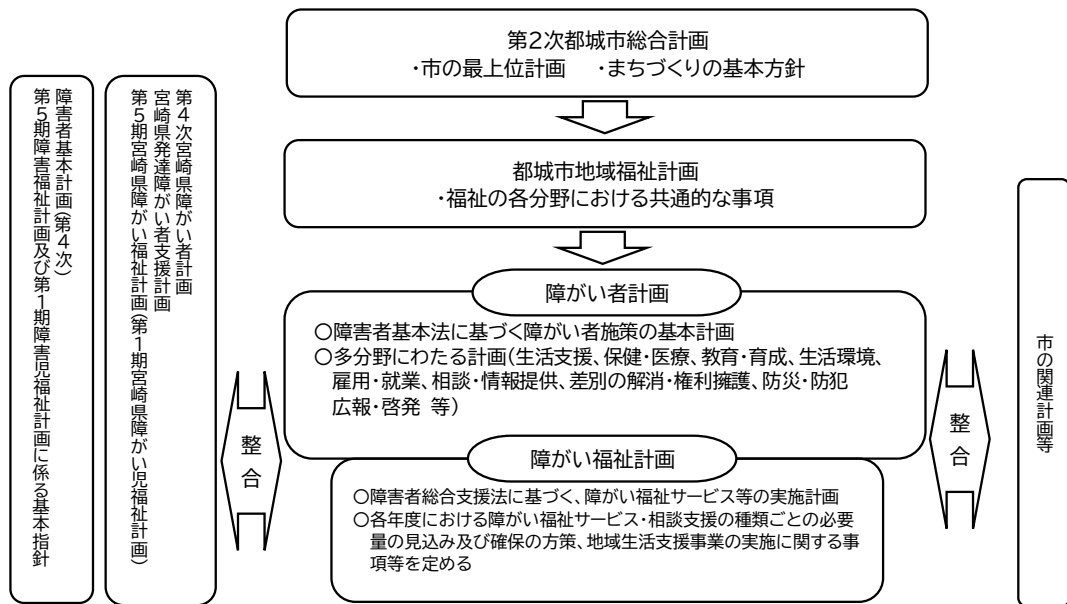 第2次都城市総合計画
・市の最上位計画　・まちづくりの基本方針
都城市地域福祉計画
・福祉の各分野における共通的な事項
障がい者計画
○障害者基本法に基づく障がい者施策の基本計画
○多分野にわたる計画(生活支援、保健・医療、教育・育成、生活環境、
雇用・就業、相談・情報提供、差別の解消・権利擁護、防災・防犯
広報・啓発 等)
障がい福祉計画
○障害者総合支援法に基づく、障がい福祉サービス等の実施計画
○各年度における障がい福祉サービス・相談支援の種類ごとの必要
量の見込み及び確保の方策、地域生活支援事業の実施に関する事
項等を定める
整合
整合
市の関連計画等
第4次宮崎県障がい者計画
宮崎県発達障がい者支援計画
第5期宮崎県障がい福祉計画(第1期宮崎県障がい児福祉計画)
障害者基本計画(第4次)
第5期障害福祉計画及び第1期障害児福祉計画に係る基本指針